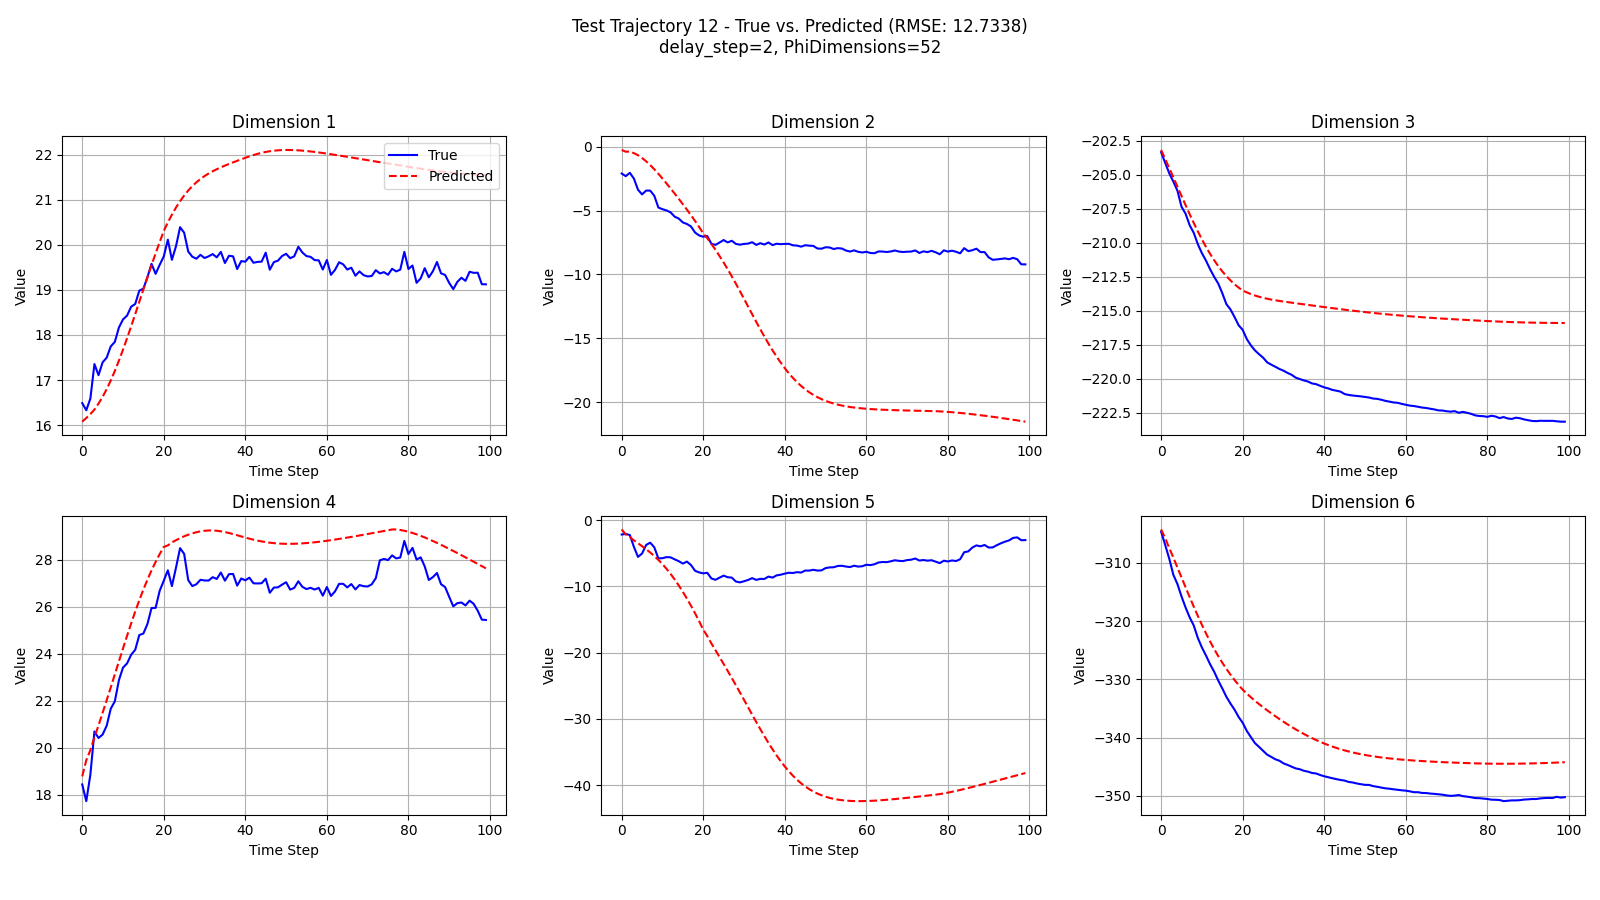 Test Trajectory 12 - True vs. Predicted (RMSE: 12.7338)
delay_step=2, PhiDimensions=52
Dimension 1
True
Predicted
22
21
20
19
18
17
16
Value
0 20 40 60 80 100
Time Step
Dimension 2
0
−5
−10
−15
−20
Value
0 20 40 60 80 100
Time Step
Dimension 3
−202.5
−205.0
−207.5
−210.0
−212.5
−215.0
−217.5
−220.0
−222.5
Value
0 20 40 60 80 100
Time Step
Dimension 4
28
26
24
22
20
18
Value
0 20 40 60 80 100
Time Step
Dimension 5
0
−10
−20
−30
−40
Value
0 20 40 60 80 100
Time Step
Dimension 6
−310
−320
−330
−340
−350
Value
0 20 40 60 80 100
Time Step